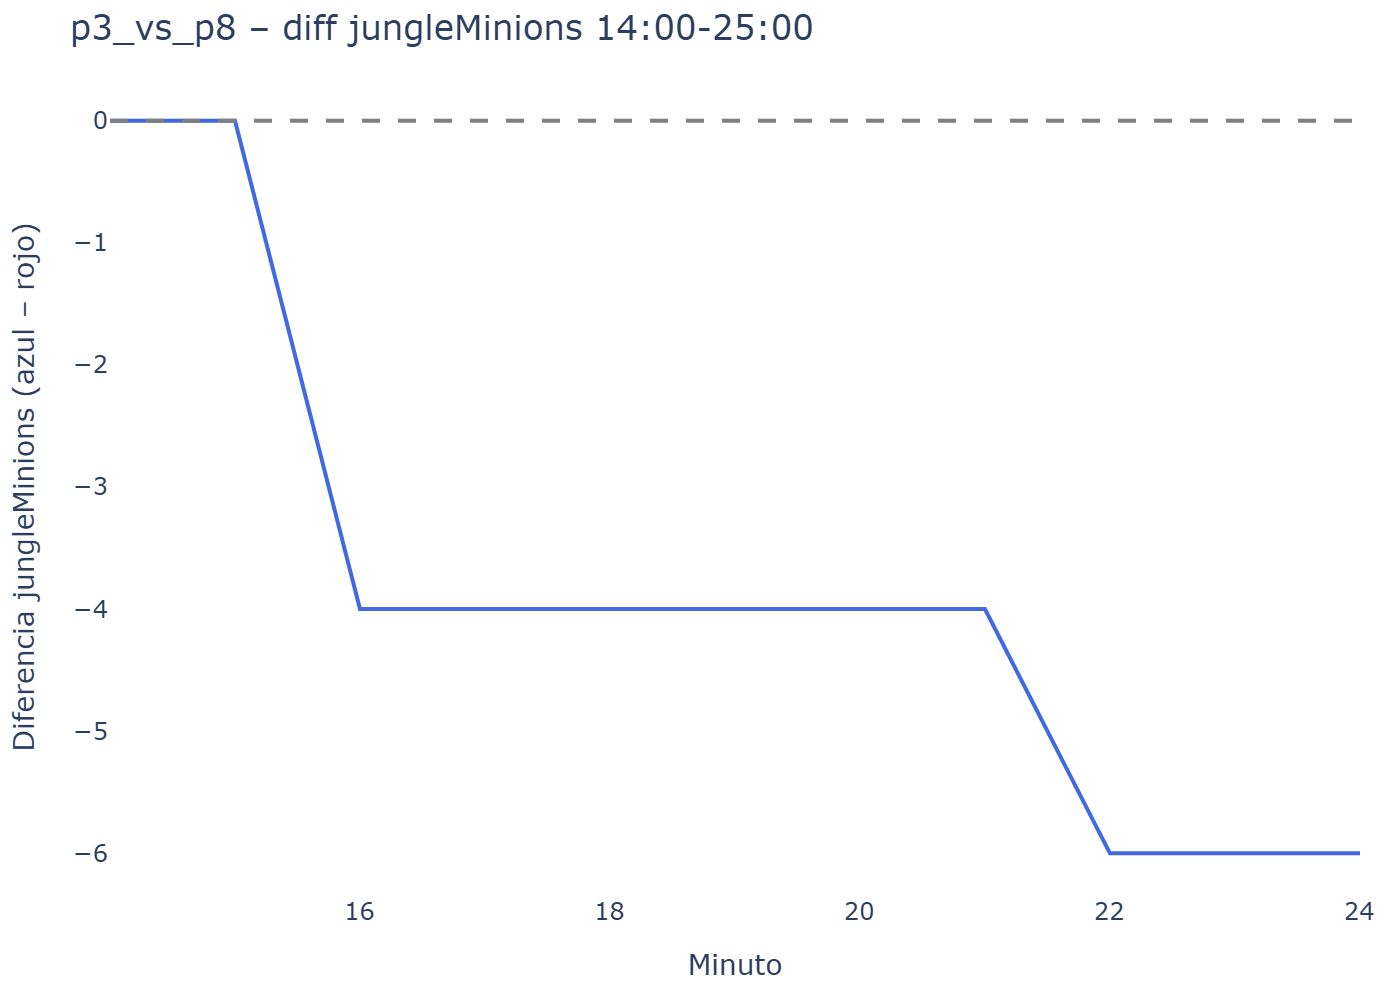 p3_vs_p8 – diff jungleMinions 14:00-25:00
Diferencia jungleMinions (azul – rojo)
0
−1
−2
−3
−4
−5
−6
16 18 20 22 24
Minuto